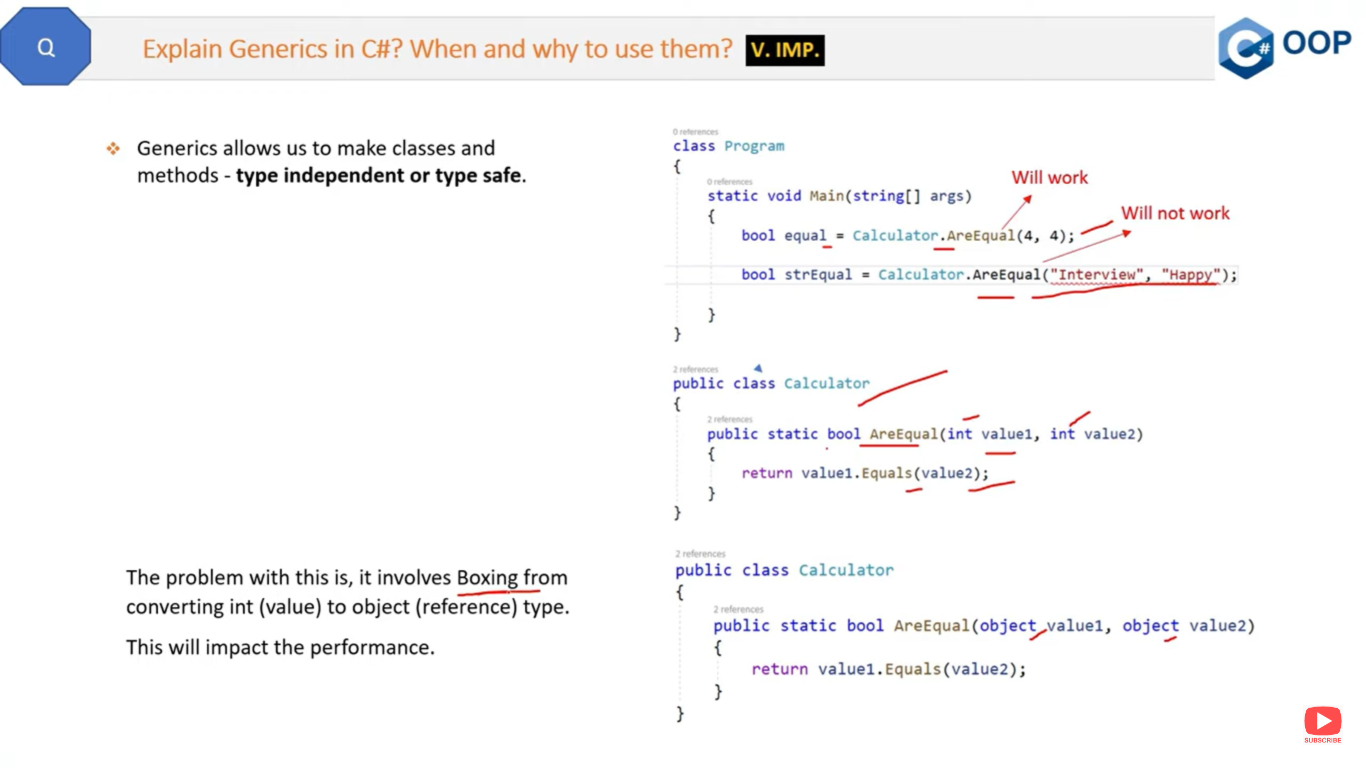 Q
Explain Generics in C#? When and why to use them? V. IMP.
C# OOP
❖ Generics allows us to make classes and
methods - type independent or type safe.
0 references
class Program
{
0 references
static void Main(string[] args)
{
Will work
Will not work
bool equal = Calculator.AreEqual(4, 4);
bool strEqual = Calculator.AreEqual("Interview", "Happy");
}
}
2 references
public class Calculator
{
2 references
public static bool AreEqual(int value1, int value2)
{
return value1.Equals(value2);
}
}
The problem with this is, it involves Boxing from
converting int (value) to object (reference) type.
This will impact the performance.
2 references
public class Calculator
{
2 references
public static bool AreEqual(object value1, object value2)
{
return value1.Equals(value2);
}
}
SUBSCRIBE